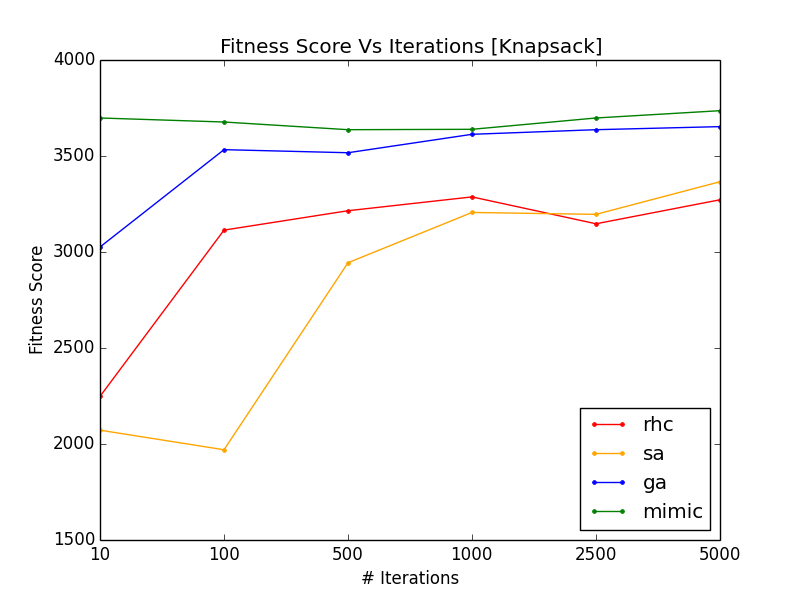 Fitness Score Vs Iterations [Knapsack]
4000
3500
3000
2500
2000
1500
Fitness Score
10 100 500 1000 2500 5000
# Iterations
rhc
sa
ga
mimic